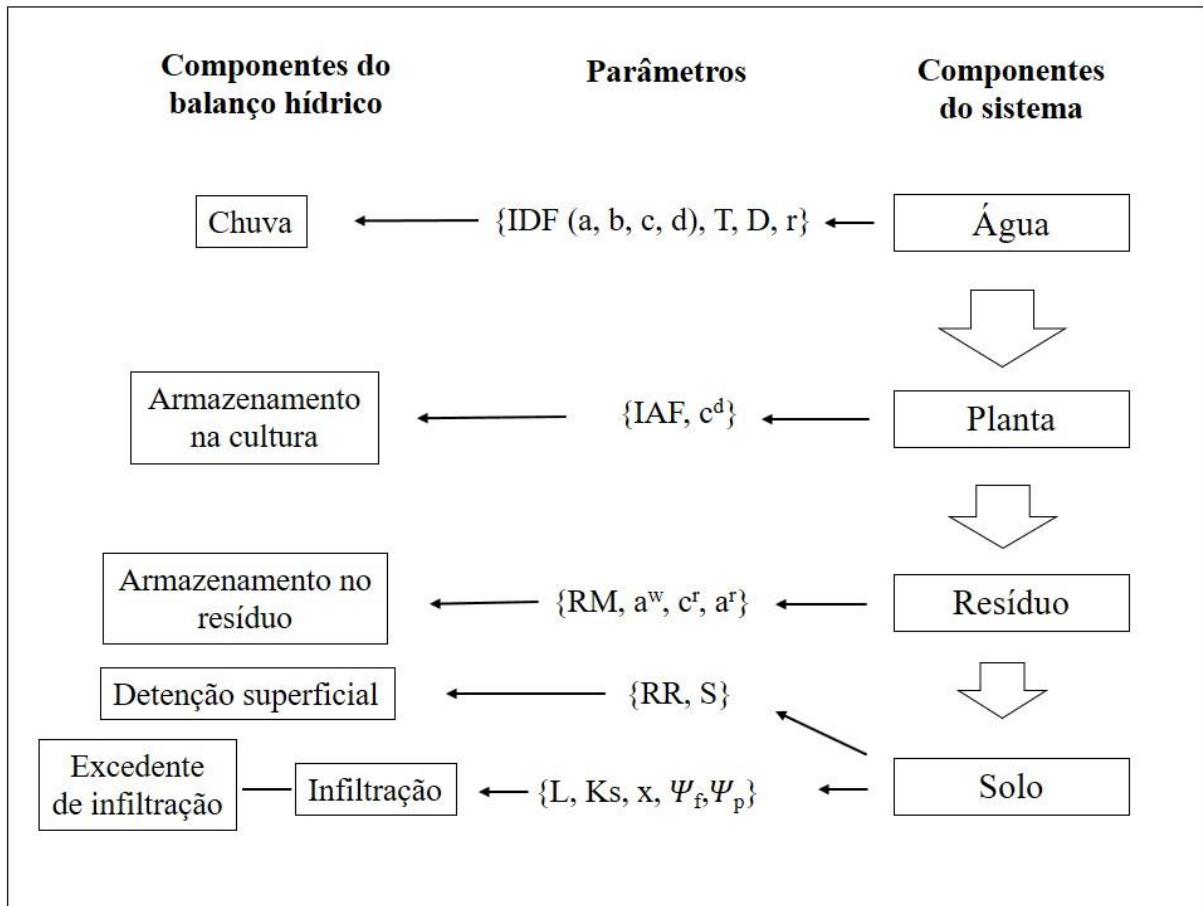 Componentes do
balanço hídrico
Parâmetros
Componentes
do sistema
Chuva
{IDF (a, b, c, d), T, D, r}
Água
Armazenamento
na cultura
{IAF, cᵈ}
Planta
Armazenamento no
resíduo
{RM, aʷ, cʳ, aʳ}
Resíduo
Detenção superficial
{RR, S}
Excedente
de infiltração
Infiltração
{L, Ks, x, Ψf,Ψp}
Solo